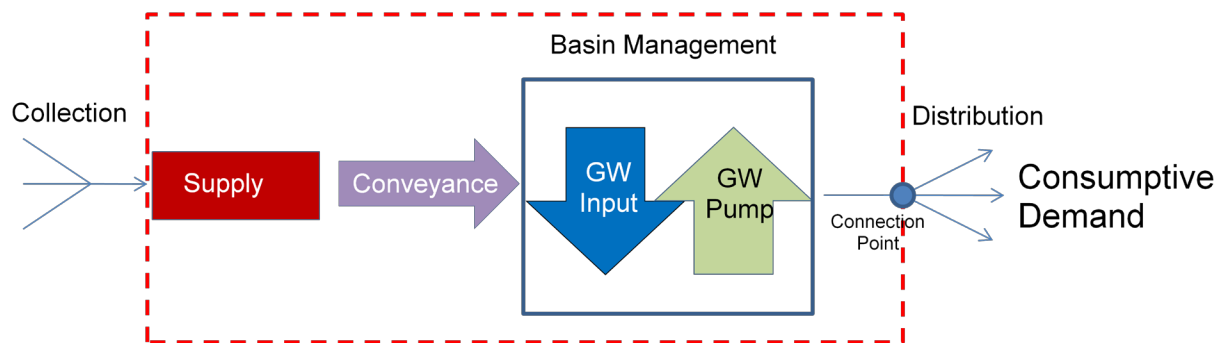 Basin Management
Collection
Supply
Conveyance
GW
Input
GW
Pump
Connection
Point
Distribution
Consumptive
Demand